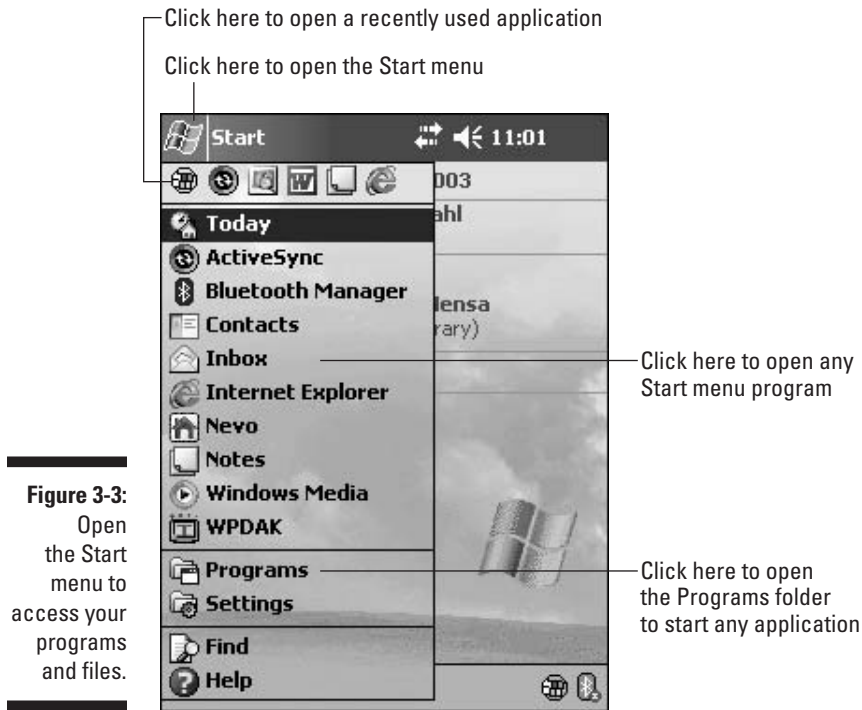 Click here to open a recently used application
Click here to open the Start menu
Start
11:01
003
Today
ahl
ActiveSync
Bluetooth Manager
Contacts
Inbox
Internet Explorer
Nevo
Notes
Windows Media
WPDAK
Programs
Settings
Find
Help
rary)
Click here to open any
Start menu program
Click here to open
the Programs folder
to start any application
Figure 3-3:
Open
the Start
menu to
access your
programs
and files.